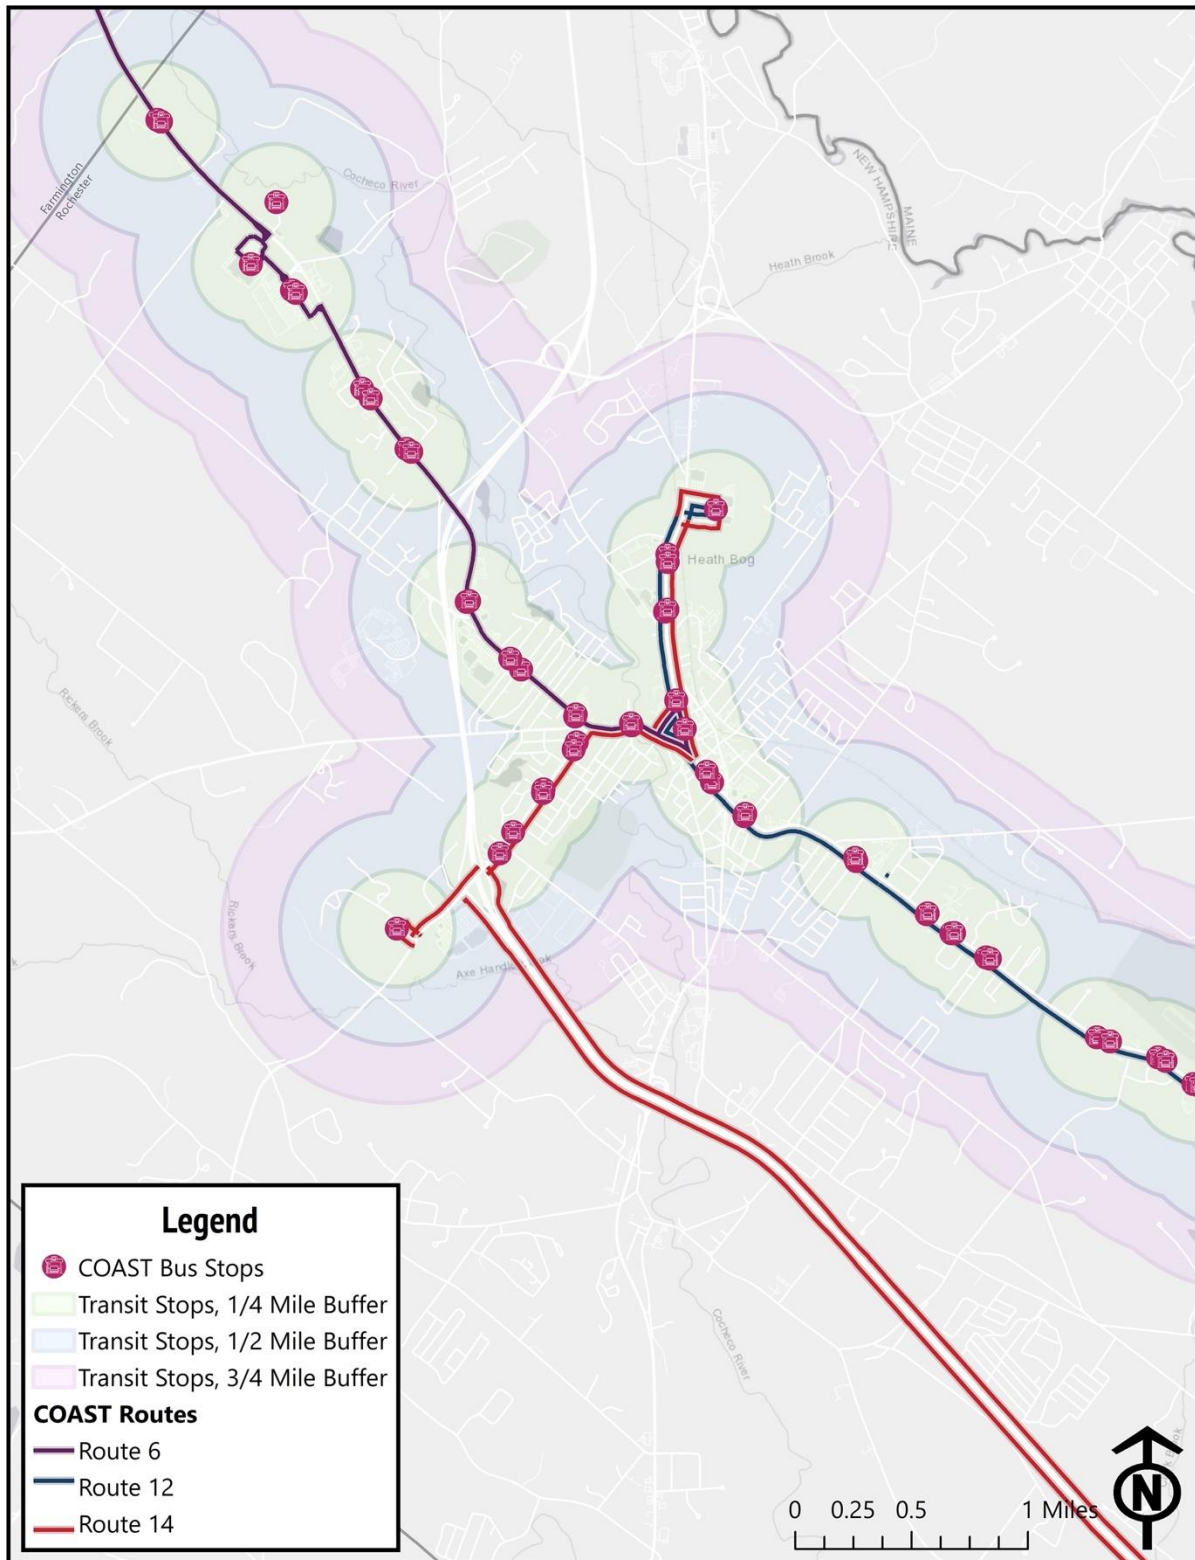 Farmington
Rochester
Cocheco River
NEW HAMPSHIRE
MAINE
Heath Brook
Heath Bog
Rickers Brook
Rickers Brook
Axe Handle Brook
Cocheco River
Legend
COAST Bus Stops
Transit Stops, 1/4 Mile Buffer
Transit Stops, 1/2 Mile Buffer
Transit Stops, 3/4 Mile Buffer
COAST Routes
Route 6
Route 12
Route 14
0 0.25 0.5 1 Miles
N
Brook